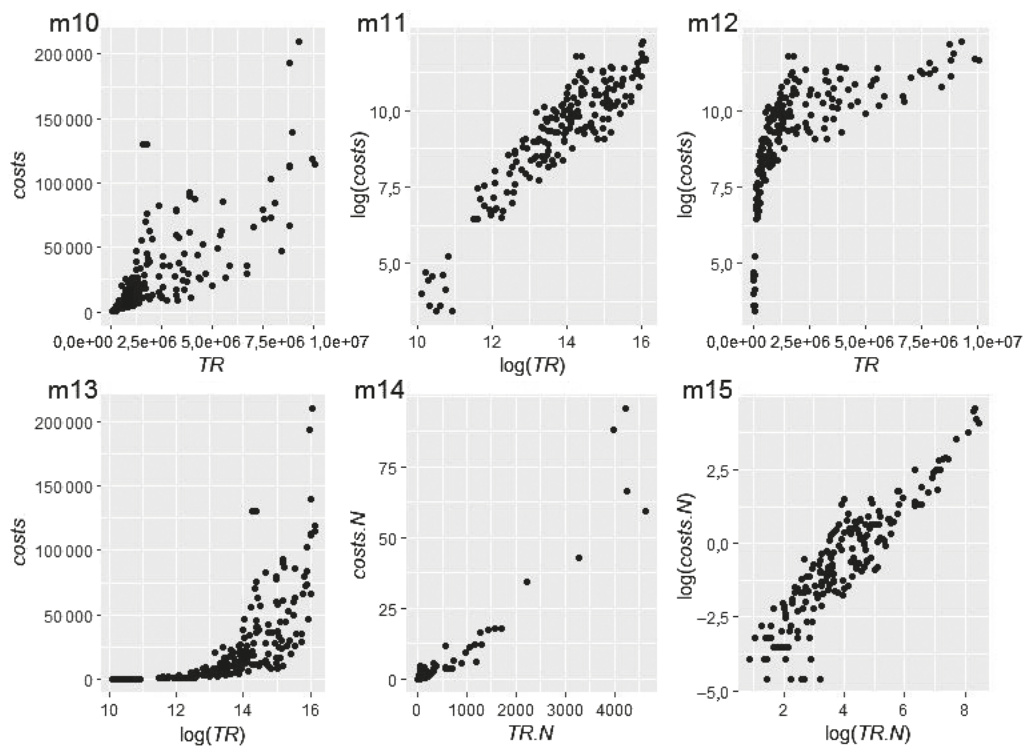 m10
200 000
150 000
100 000
50 000
0
costs
0,0e+00 2,5e+06 5,0e+06 7,5e+06 1,0e+07
TR
m11
10,0
7,5
5,0
log(costs)
10 12 14 16
log(TR)
m12
10,0
7,5
5,0
log(costs)
0,0e+00 2,5e+06 5,0e+06 7,5e+06 1,0e+07
TR
m13
200 000
150 000
100 000
50 000
0
costs
10 12 14 16
log(TR)
m14
75
50
25
0
costs.N
0 1000 2000 3000 4000
TR.N
m15
2,5
0,0
−2,5
−5,0
log(costs.N)
2 4 6 8
log(TR.N)